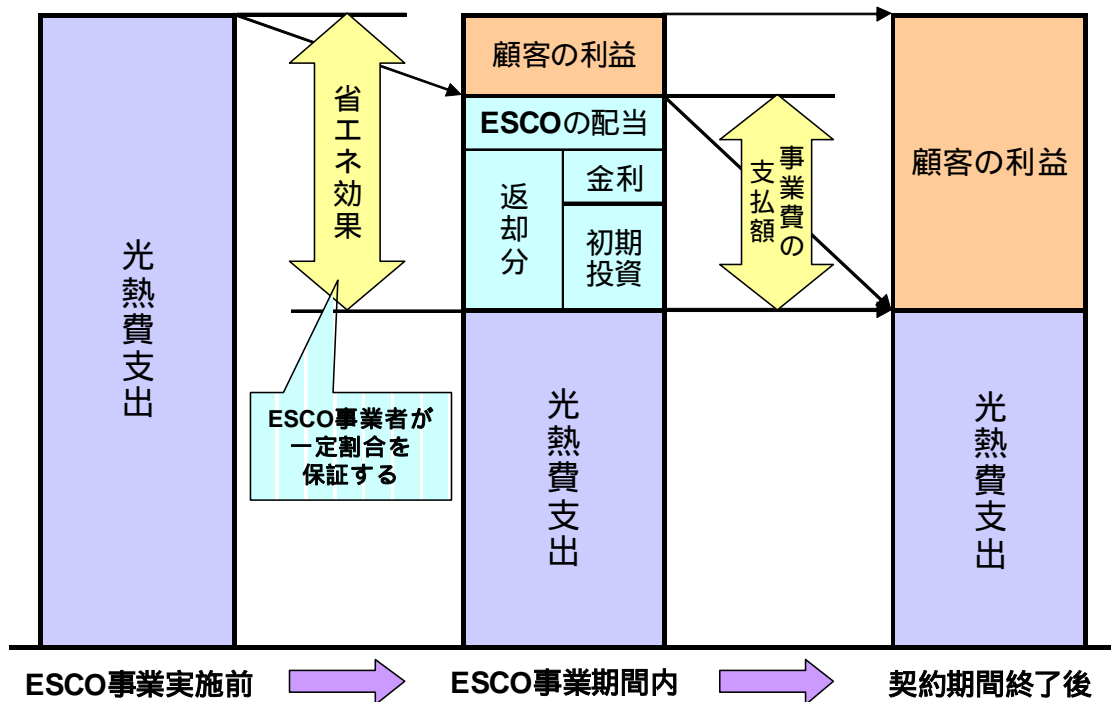 光熱費支出
省エネ効果
ESCO事業者が
一定割合を
保証する
顧客の利益
ESCOの配当
返却分
金利
初期
投資
光熱費支出
事業費の
支払額
顧客の利益
光熱費支出
ESCO事業実施前
ESCO事業期間内
契約期間終了後